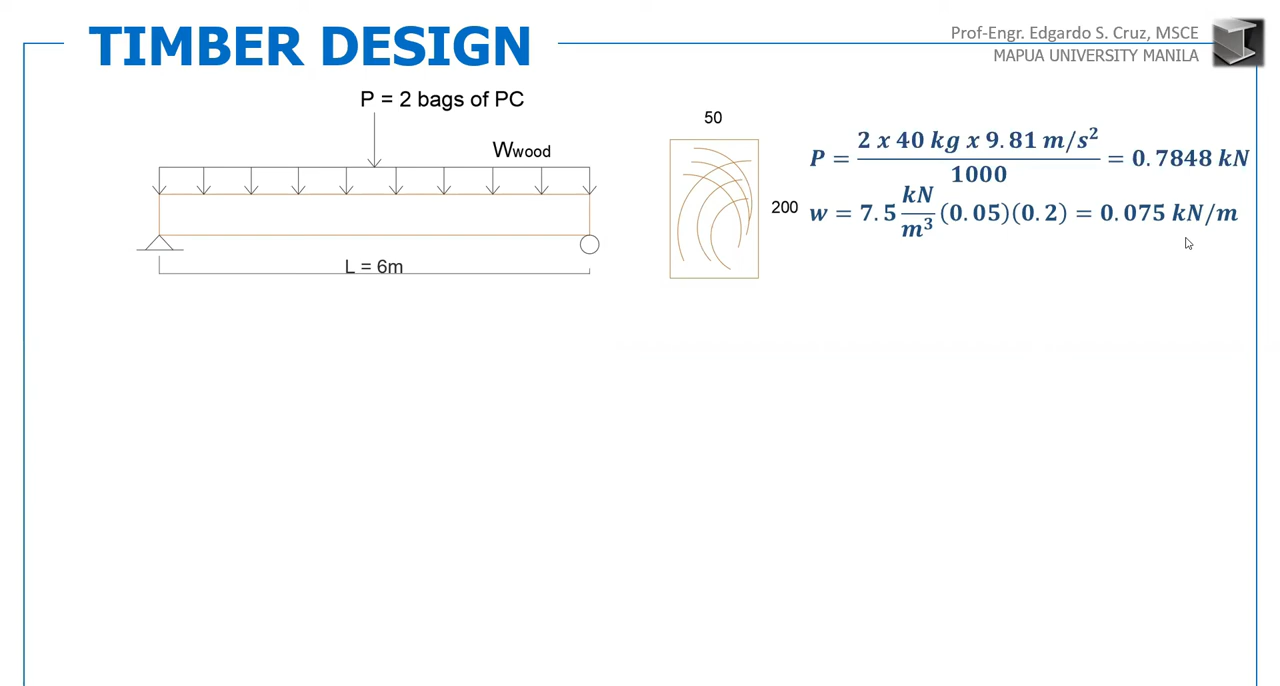 TIMBER DESIGN
Prof-Engr. Edgardo S. Cruz, MSCE
MAPUA UNIVERSITY MANILA
P = 2 bags of PC
Wwood
L = 6m
50
200
P = 2 x 40 kg x 9.81 m/s² / 1000 = 0.7848 kN
w = 7.5 kN/m³ (0.05)(0.2) = 0.075 kN/m